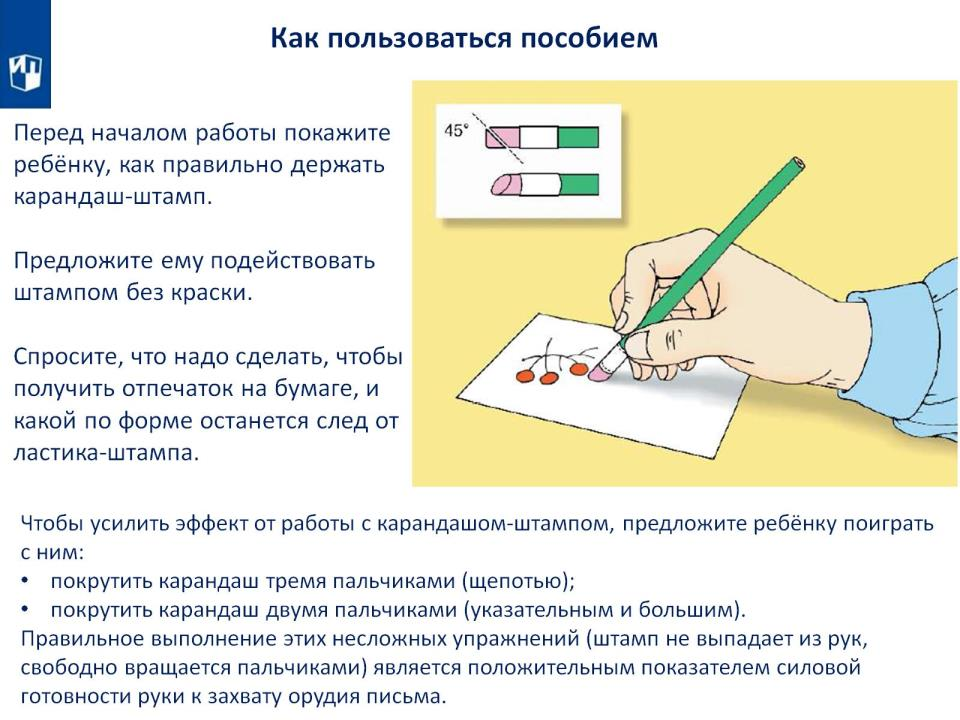 Как пользоваться пособием
ИЦ
Перед началом работы покажите
ребёнку, как правильно держать
карандаш-штамп.
Предложите ему подействовать
штампом без краски.
Спросите, что надо сделать, чтобы
получить отпечаток на бумаге, и
какой по форме останется след от
ластика-штампа.
45°
Чтобы усилить эффект от работы с карандашом-штампом, предложите ребёнку поиграть
с ним:
• покрутить карандаш тремя пальчиками (щепотью);
• покрутить карандаш двумя пальчиками (указательным и большим).
Правильное выполнение этих несложных упражнений (штамп не выпадает из рук,
свободно вращается пальчиками) является положительным показателем силовой
готовности руки к захвату орудия письма.